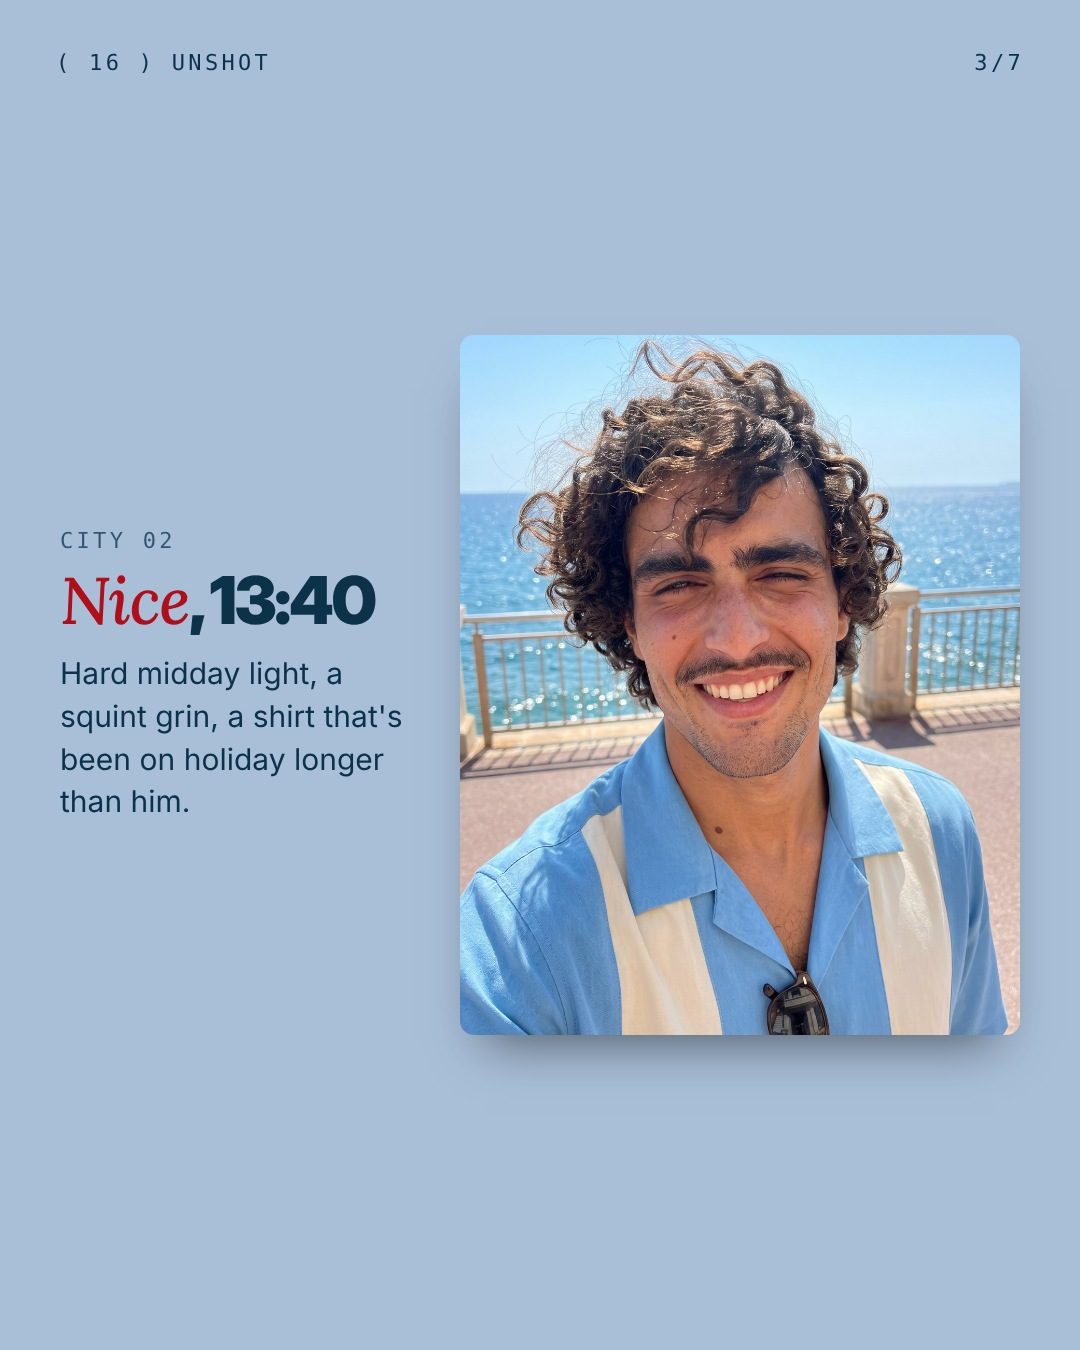 ( 16 ) UNSHOT
3/7
CITY 02
Nice, 13:40
Hard midday light, a
squint grin, a shirt that's
been on holiday longer
than him.